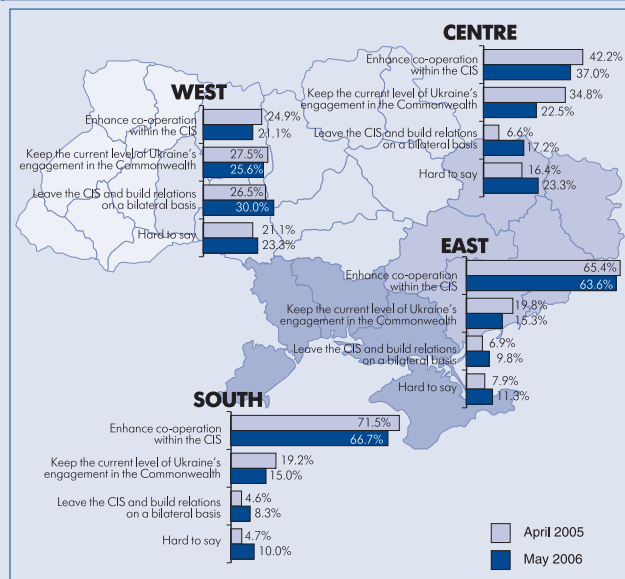 CENTRE
Enhance co-operation
within the CIS
42.2%
37.0%
Keep the current level of Ukraine's
engagement in the Commonwealth
34.8%
22.5%
Leave the CIS and build relations
on a bilateral basis
6.6%
17.2%
Hard to say
16.4%
23.3%
WEST
Enhance co-operation
within the CIS
24.9%
21.1%
Keep the current level of Ukraine's
engagement in the Commonwealth
27.5%
25.6%
Leave the CIS and build relations
on a bilateral basis
26.5%
30.0%
Hard to say
21.1%
23.3%
EAST
Enhance co-operation
within the CIS
65.4%
63.6%
Keep the current level of Ukraine's
engagement in the Commonwealth
19.8%
15.3%
Leave the CIS and build relations
on a bilateral basis
6.9%
9.8%
Hard to say
7.9%
11.3%
SOUTH
Enhance co-operation
within the CIS
71.5%
66.7%
Keep the current level of Ukraine's
engagement in the Commonwealth
19.2%
15.0%
Leave the CIS and build relations
on a bilateral basis
4.6%
8.3%
Hard to say
4.7%
10.0%
April 2005
May 2006